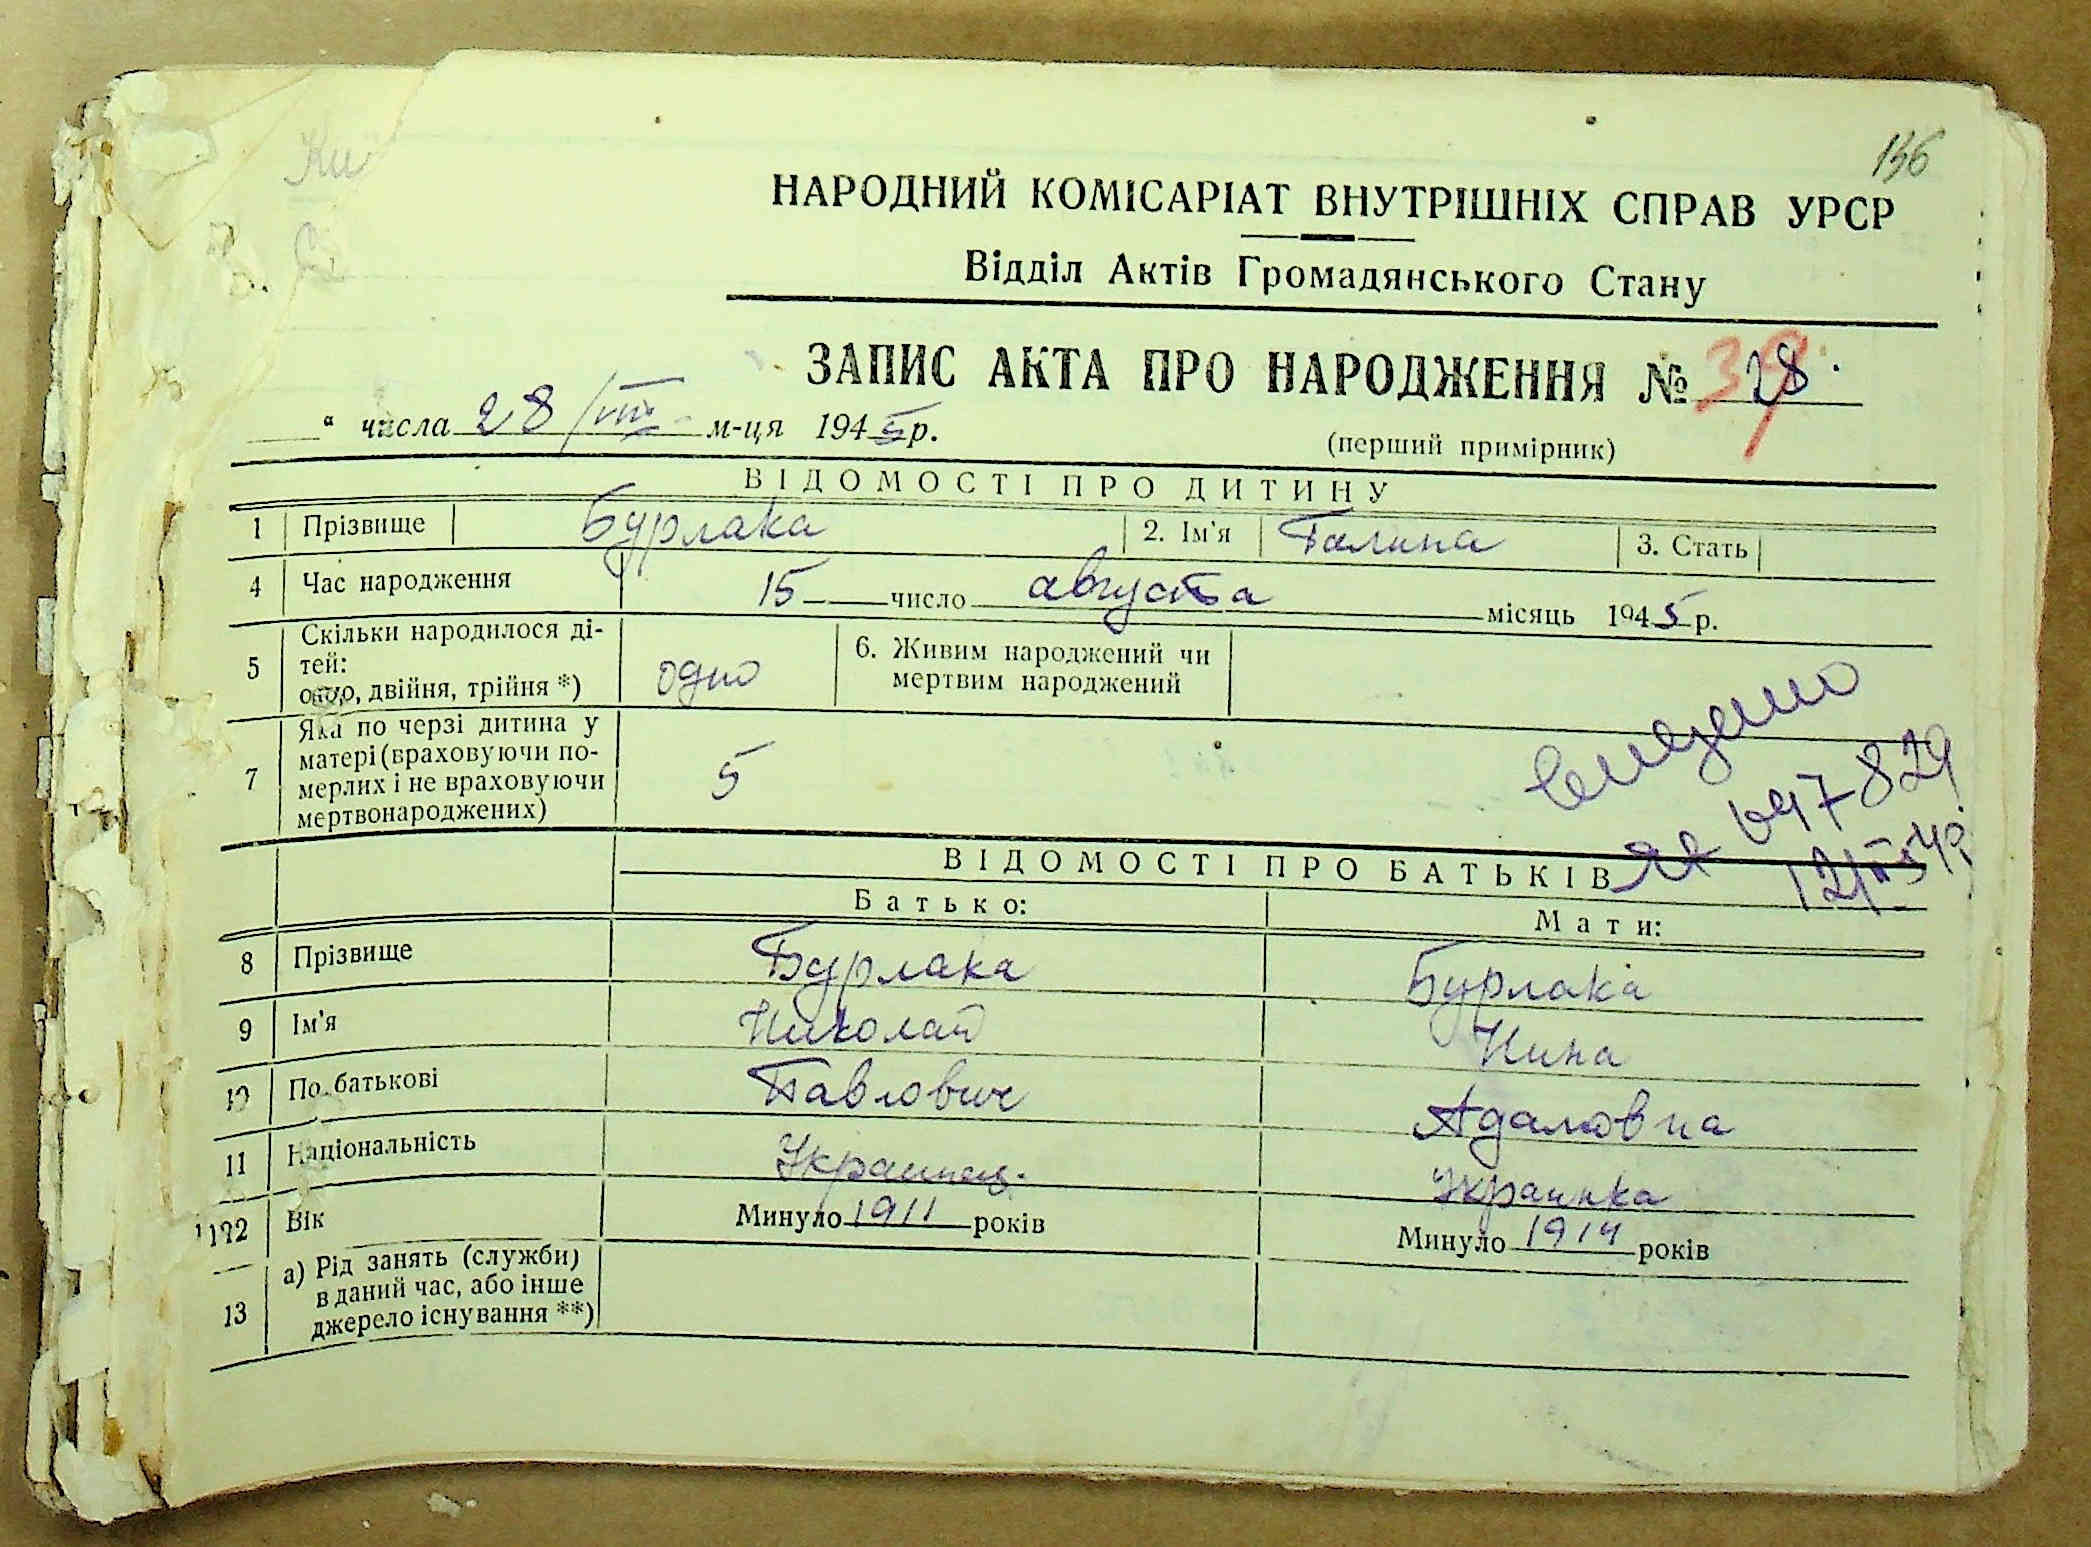 136
Ки
НАРОДНИЙ КОМІСАРІАТ ВНУТРІШНІХ СПРАВ УРСР
Відділ Актів Громадянського Стану
ЗАПИС АКТА ПРО НАРОДЖЕННЯ № 28
39
“ числа 28/VIII м-ця 1945 р.
(перший примірник)
ВІДОМОСТІ ПРО ДИТИНУ
1 Прізвище Бурлака 2. Ім'я Галина 3. Стать
4 Час народження 15 число августа місяць 1945 р.
5 Скільки народилося ді-
тей:
одно, двійня, трійня *) одно 6. Живим народжений чи
мертвим народжений
7 Яка по черзі дитина у
матері (враховуючи по-
мерлих і не враховуючи
мертвонароджених) 5
ВІДОМОСТІ ПРО БАТЬКІВ
Батько: Мати:
8 Прізвище Бурлака Бурлака
9 Ім'я Николай Нина
10 По батькові Павлович Адамовна
11 Національність Украинец Украинка
12 Вік Минуло 1911 років Минуло 1914 років
13 а) Рід занять (служби)
в даний час, або інше
джерело існування **)